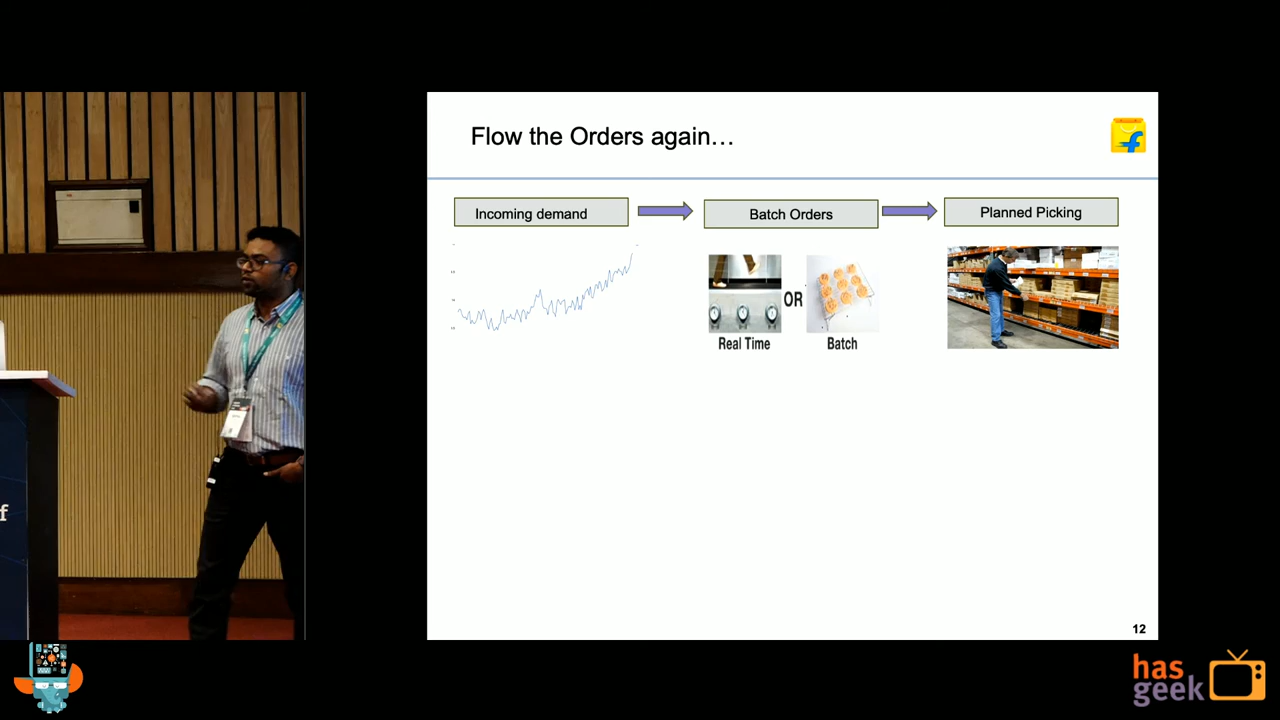 Flow the Orders again...
Incoming demand
Batch Orders
Planned Picking
OR
Real Time
Batch
12
f
f
has
geek